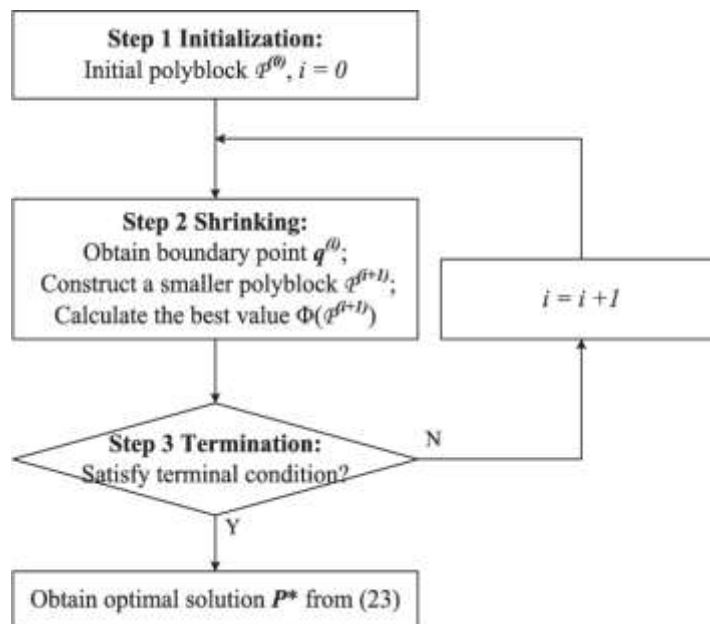 Step 1 Initialization:
Initial polyblock 𝒫⁽⁰⁾, i = 0
Step 2 Shrinking:
Obtain boundary point q⁽ⁱ⁾;
Construct a smaller polyblock 𝒫⁽ⁱ⁺¹⁾;
Calculate the best value Φ(𝒫⁽ⁱ⁺¹⁾)
i = i +1
Step 3 Termination:
Satisfy terminal condition?
N
Y
Obtain optimal solution P* from (23)